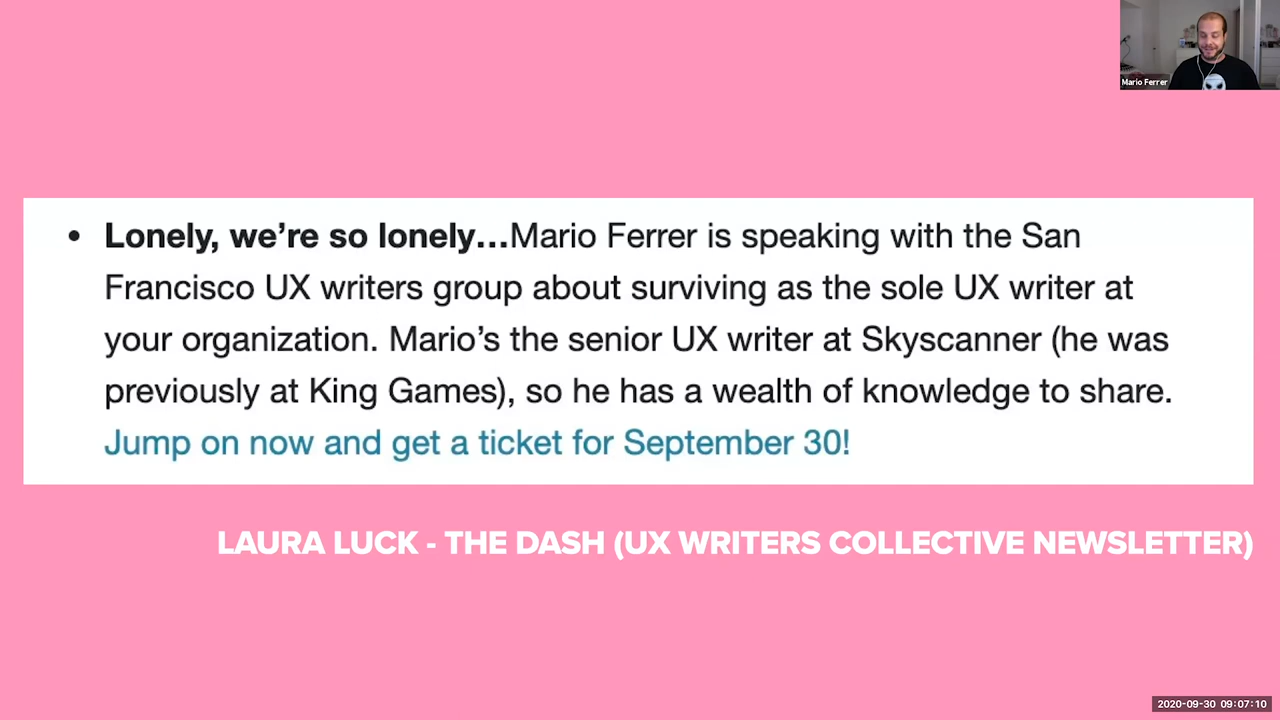 Mario Ferrer
• Lonely, we’re so lonely...Mario Ferrer is speaking with the San
Francisco UX writers group about surviving as the sole UX writer at
your organization. Mario’s the senior UX writer at Skyscanner (he was
previously at King Games), so he has a wealth of knowledge to share.
Jump on now and get a ticket for September 30!
LAURA LUCK - THE DASH (UX WRITERS COLLECTIVE NEWSLETTER)
2020-09-30 09:07:10